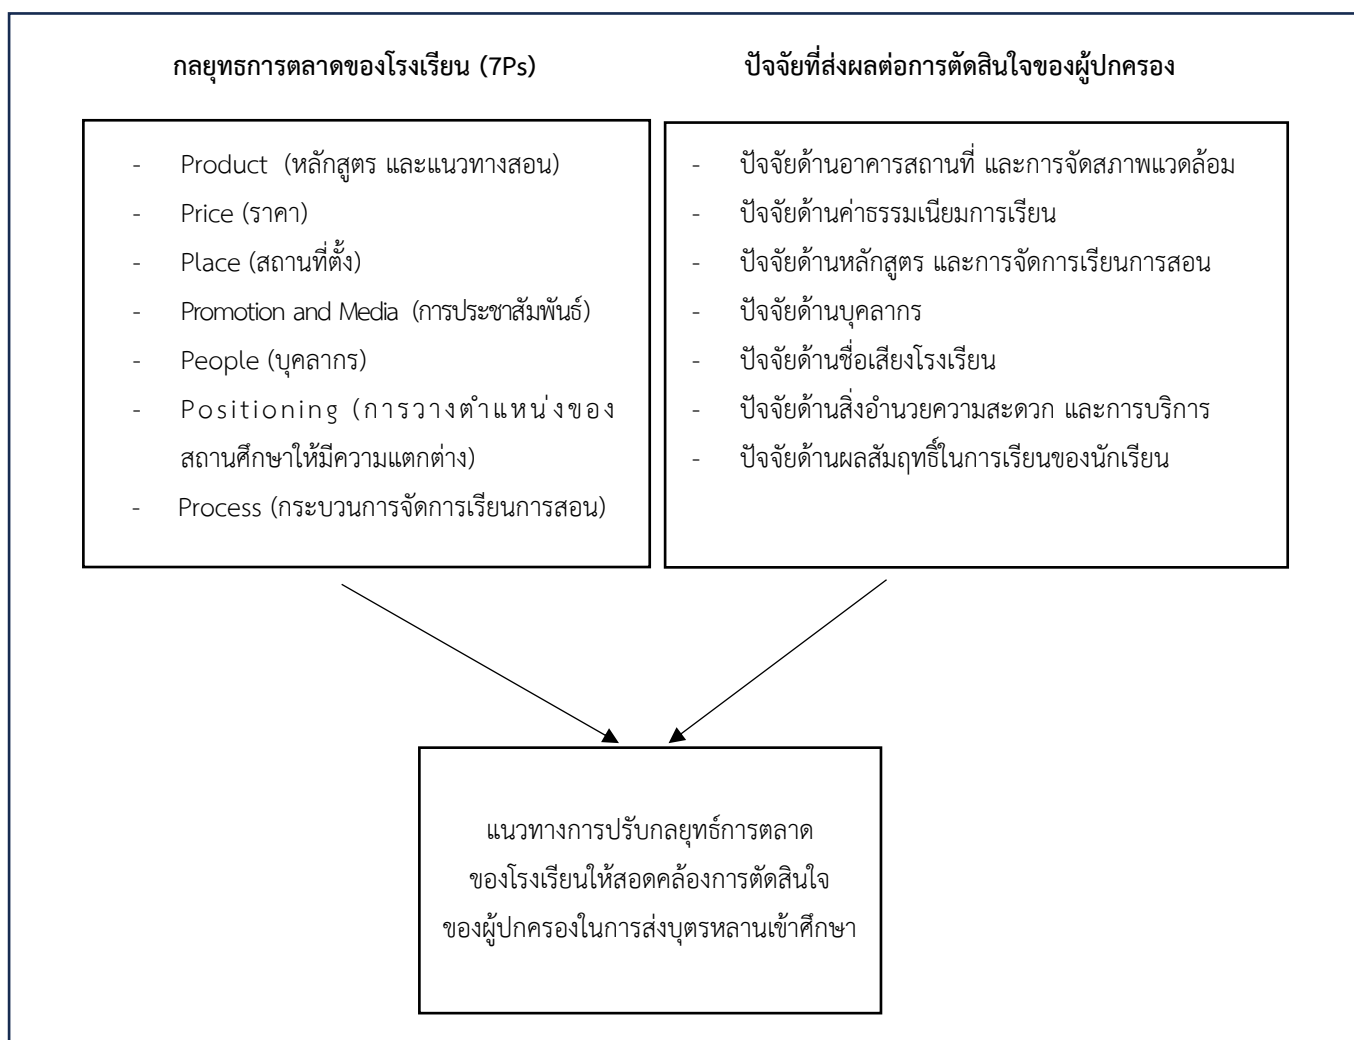 กลยุทธการตลาดของโรงเรียน (7Ps)
- Product (หลักสูตร และแนวทางสอน)
- Price (ราคา)
- Place (สถานที่ตั้ง)
- Promotion and Media (การประชาสัมพันธ์)
- People (บุคลากร)
- Positioning (การวางตำแหน่งของ
สถานศึกษาให้มีความแตกต่าง)
- Process (กระบวนการจัดการเรียนการสอน)
ปัจจัยที่ส่งผลต่อการตัดสินใจของผู้ปกครอง
- ปัจจัยด้านอาคารสถานที่ และการจัดสภาพแวดล้อม
- ปัจจัยด้านค่าธรรมเนียมการเรียน
- ปัจจัยด้านหลักสูตร และการจัดการเรียนการสอน
- ปัจจัยด้านบุคลากร
- ปัจจัยด้านชื่อเสียงโรงเรียน
- ปัจจัยด้านสิ่งอำนวยความสะดวก และการบริการ
- ปัจจัยด้านผลสัมฤทธิ์ในการเรียนของนักเรียน
แนวทางการปรับกลยุทธ์การตลาด
ของโรงเรียนให้สอดคล้องการตัดสินใจ
ของผู้ปกครองในการส่งบุตรหลานเข้าศึกษา